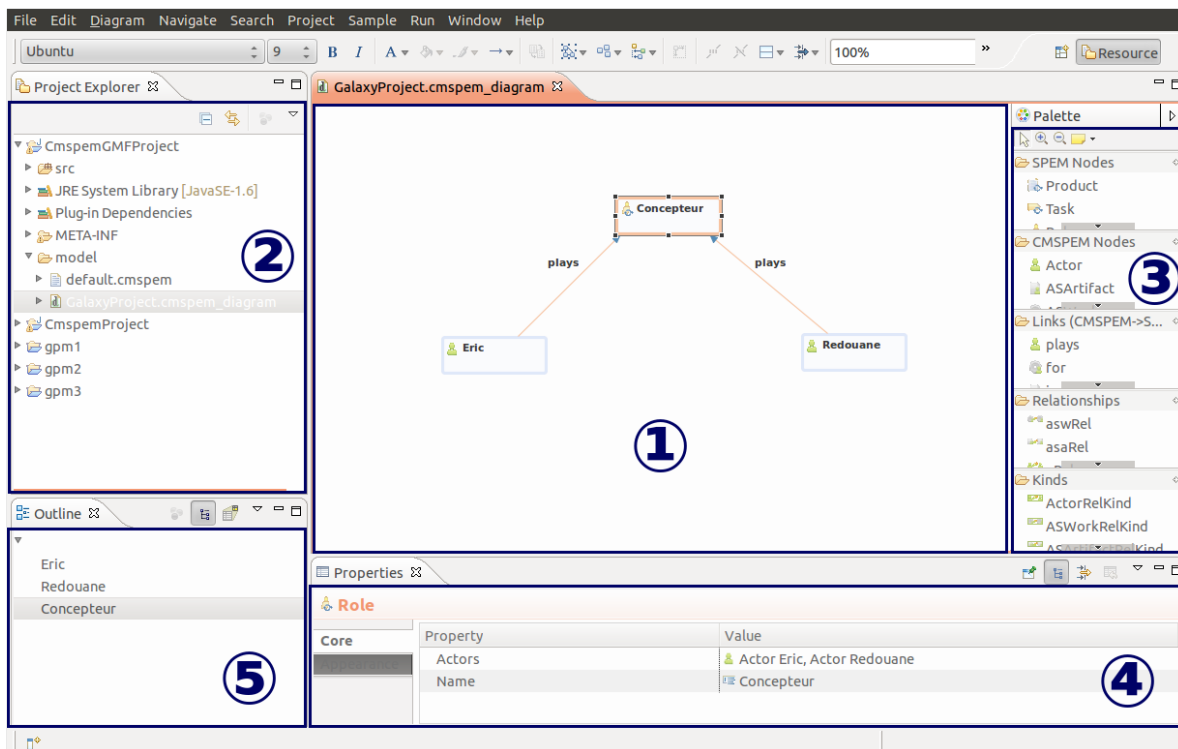 File Edit Diagram Navigate Search Project Sample Run Window Help
Ubuntu 9 B I A 100% » Resource
Project Explorer
GalaxyProject.cmspem_diagram
Palette
CmspemGMFProject
src
JRE System Library [JavaSE-1.6]
Plug-in Dependencies
META-INF
model
default.cmspem
GalaxyProject.cmspem_diagram
CmspemProject
gpm1
gpm2
gpm3
2
Concepteur
plays
plays
Eric
Redouane
1
SPEM Nodes
Product
Task
CMSPEM Nodes
Actor
ASArtifact
3
Links (CMSPEM->S...
plays
for
Relationships
aswRel
asaRel
Kinds
ActorRelKind
ASWorkRelKind
ASArtifactRelKind
Outline
Eric
Redouane
Concepteur
5
Properties
Role
Core
Appearance
Property Value
Actors Actor Eric, Actor Redouane
Name Concepteur
4